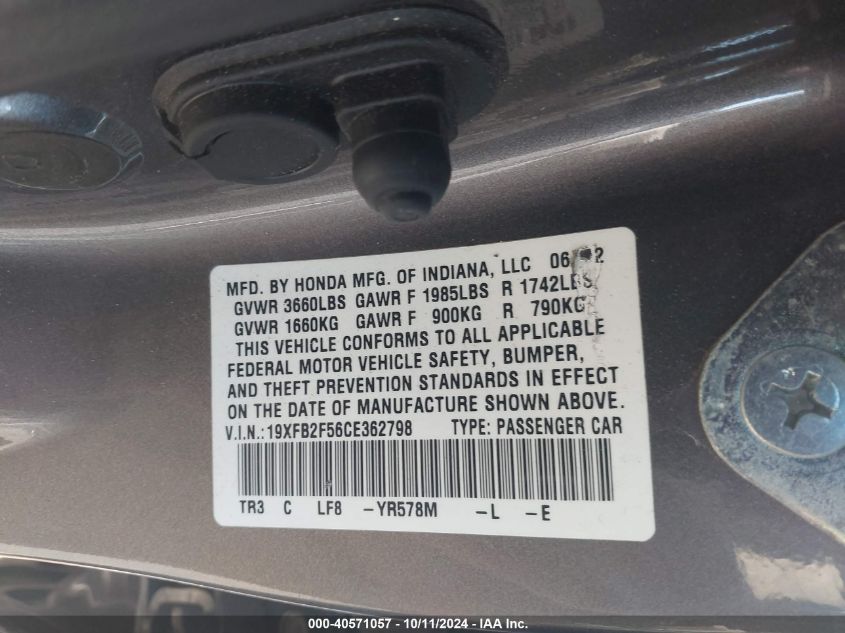 MFD. BY HONDA MFG. OF INDIANA, LLC
GVWR 3660LBS GAWR F 1985LBS R 1742LBS
GVWR 1660KG GAWR F 900KG R 790KG
THIS VEHICLE CONFORMS TO ALL APPLICABLE
FEDERAL MOTOR VEHICLE SAFETY, BUMPER,
AND THEFT PREVENTION STANDARDS IN EFFECT
ON THE DATE OF MANUFACTURE SHOWN ABOVE.
V.I.N.:19XFB2F56CE362798 TYPE: PASSENGER CAR
TR3 C LF8 -YR578M -L -E
000-40571057 - 10/11/2024 - IAA Inc.